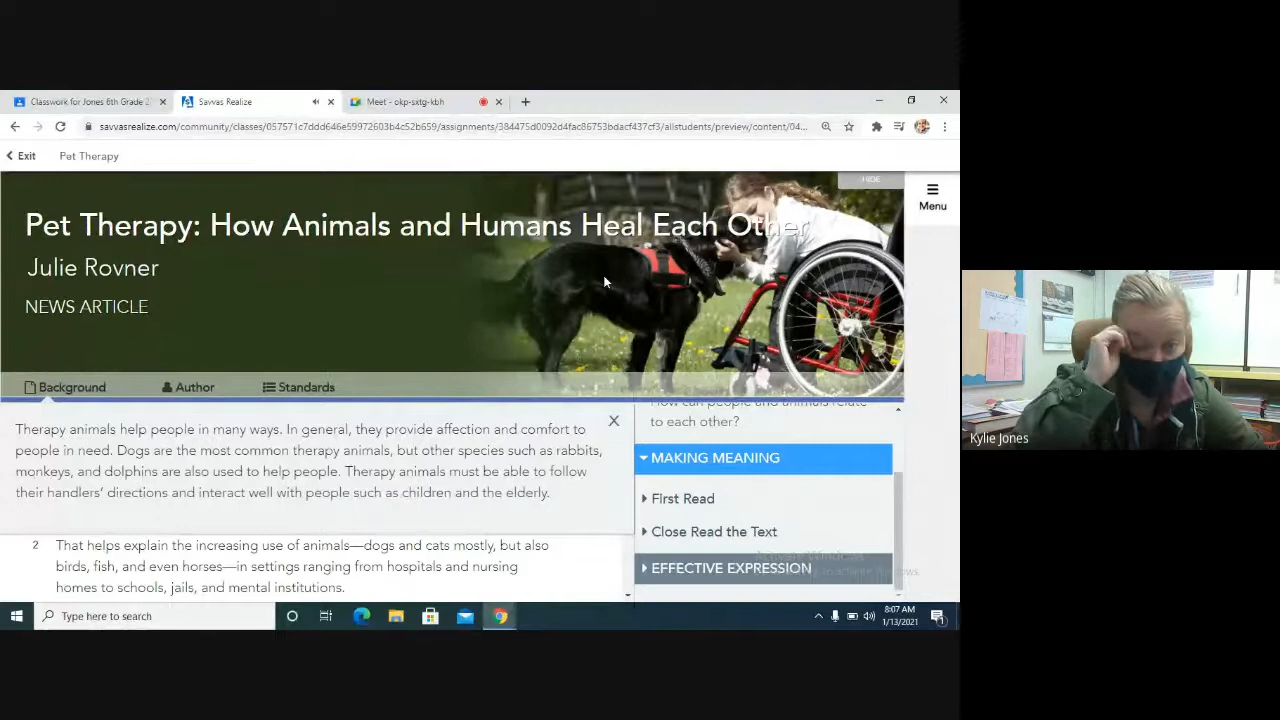 Classwork for Jones 6th Grade 2
Savvas Realize
Meet - okp-sxtg-kbh
savvasrealize.com/community/classes/057571c7ddd646e59972603b4c52b659/assignments/384475d0092d4fac86753bdacf437cf3/allstudents/preview/content/04...
Exit
Pet Therapy
HIDE
Menu
Pet Therapy: How Animals and Humans Heal Each Other
Julie Rovner
NEWS ARTICLE
Background
Author
Standards
Therapy animals help people in many ways. In general, they provide affection and comfort to
people in need. Dogs are the most common therapy animals, but other species such as rabbits,
monkeys, and dolphins are also used to help people. Therapy animals must be able to follow
their handlers' directions and interact well with people such as children and the elderly.
X
How can people and animals relate
to each other?
MAKING MEANING
First Read
Close Read the Text
EFFECTIVE EXPRESSION
2 That helps explain the increasing use of animals—dogs and cats mostly, but also
birds, fish, and even horses—in settings ranging from hospitals and nursing
homes to schools, jails, and mental institutions.
Type here to search
8:07 AM
1/13/2021
1
Kylie Jones